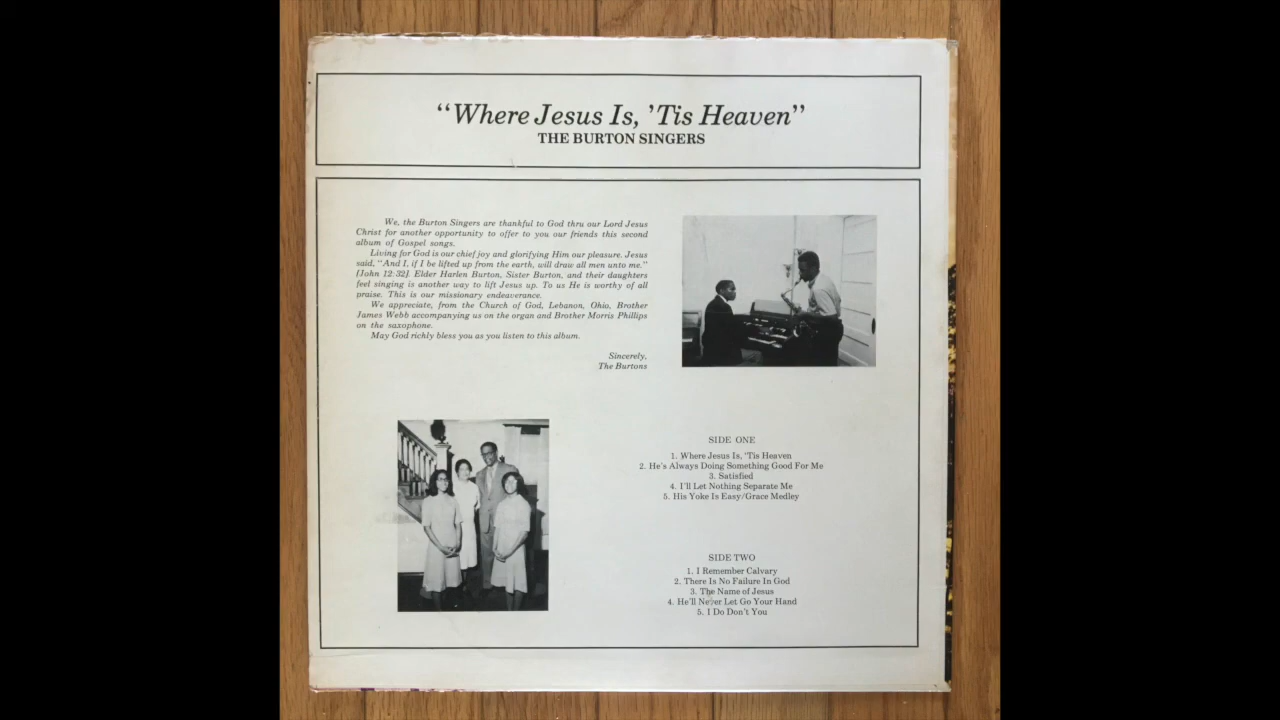 “Where Jesus Is, ’Tis Heaven”
THE BURTON SINGERS
We, the Burton Singers are thankful to God thru our Lord Jesus
Christ for another opportunity to offer to you our friends this second
album of Gospel songs.
Living for God is our chief joy and glorifying Him our pleasure. Jesus
said, “And I, if I be lifted up from the earth, will draw all men unto me.”
[John 12:32]. Elder Harlen Burton, Sister Burton, and their daughters
feel singing is another way to lift Jesus up. To us He is worthy of all
praise. This is our missionary endeaverance.
We appreciate, from the Church of God, Lebanon, Ohio, Brother
James Webb accompanying us on the organ and Brother Morris Phillips
on the saxophone.
May God richly bless you as you listen to this album.
Sincerely,
The Burtons
SIDE ONE
1. Where Jesus Is, ‘Tis Heaven
2. He’s Always Doing Something Good For Me
3. Satisfied
4. I’ll Let Nothing Separate Me
5. His Yoke Is Easy/Grace Medley
SIDE TWO
1. I Remember Calvary
2. There Is No Failure In God
3. The Name of Jesus
4. He’ll Never Let Go Your Hand
5. I Do Don’t You